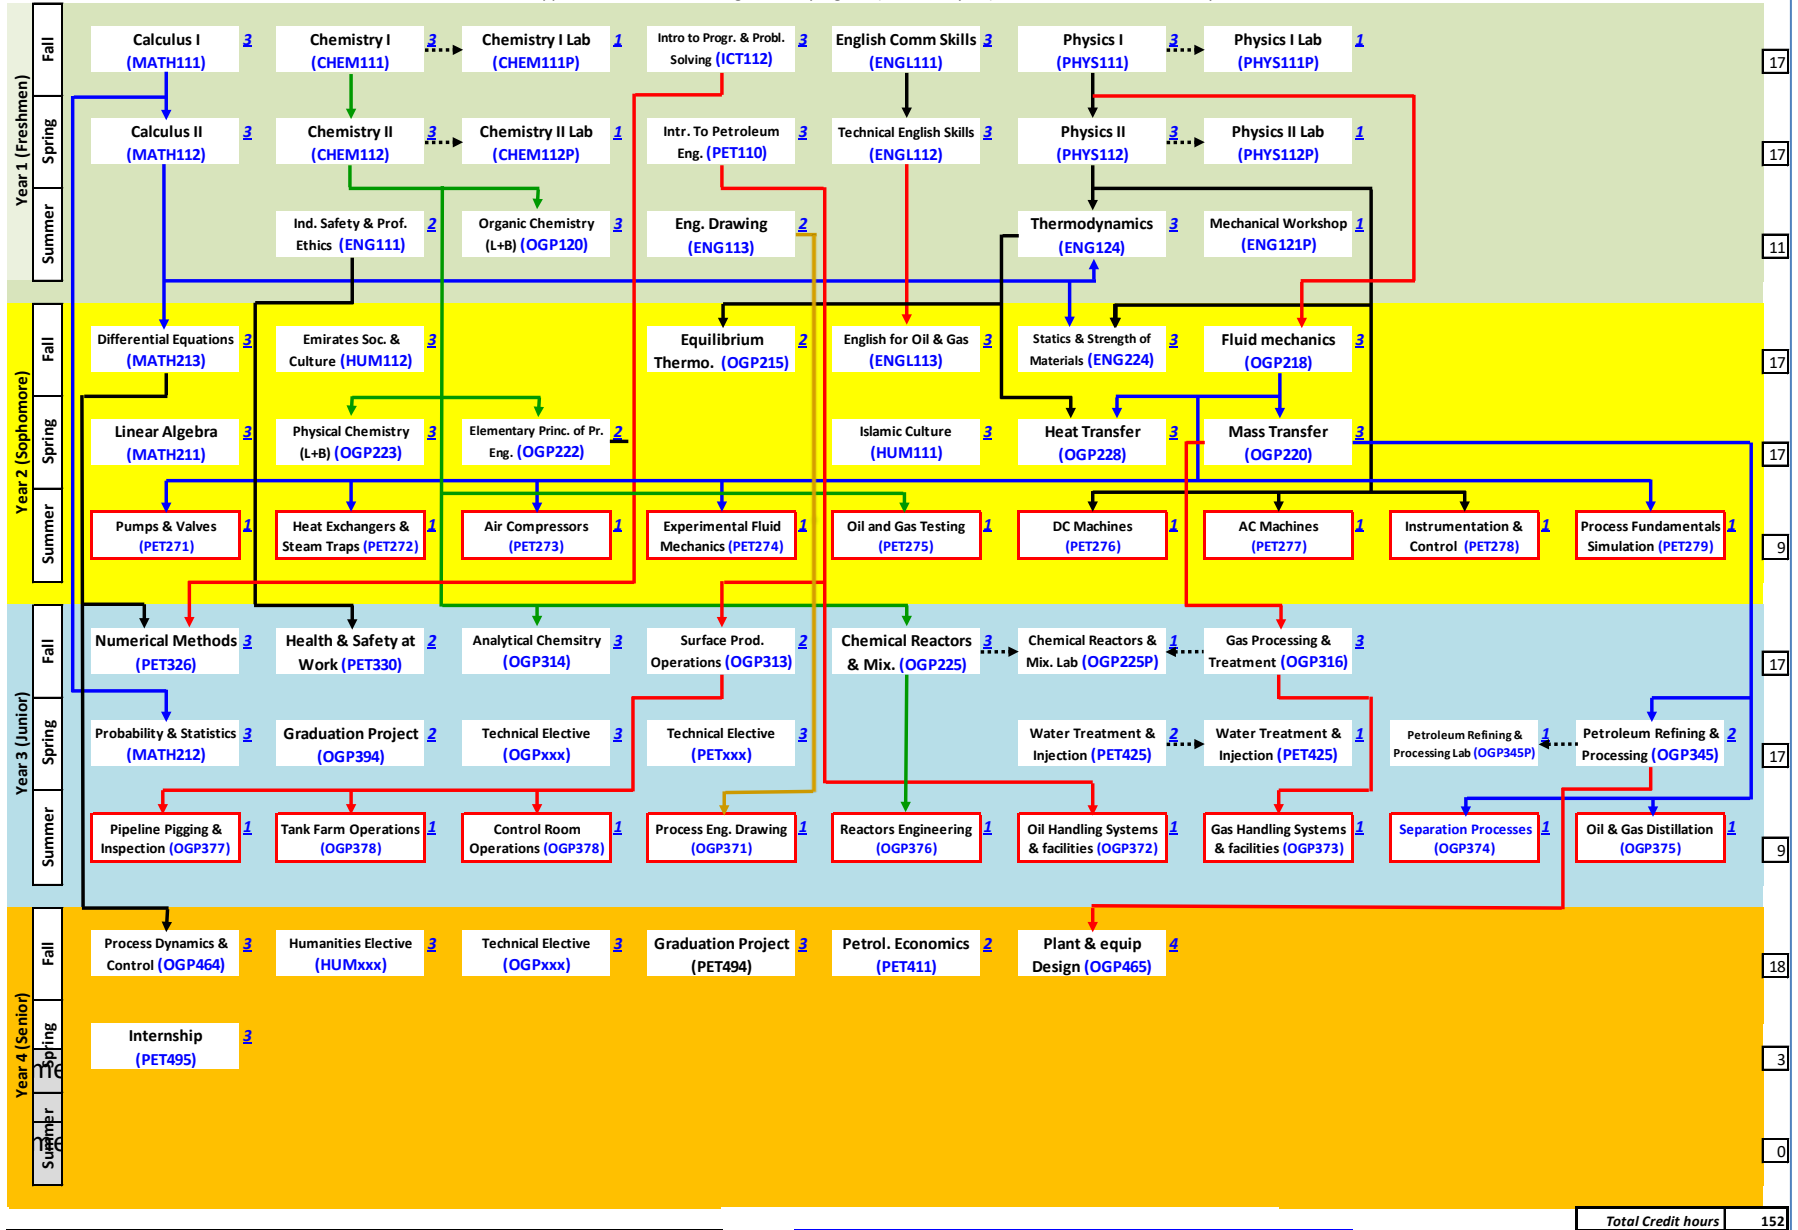 Year 1 (Freshmen)
Fall
Calculus I
(MATH111)
3
Chemistry I
(CHEM111)
3
Chemistry I Lab
(CHEM111P)
1
Intro to Progr. & Probl.
Solving (ICT112)
3
English Comm Skills
(ENGL111)
3
Physics I
(PHYS111)
3
Physics I Lab
(PHYS111P)
1
17
Spring
Calculus II
(MATH112)
3
Chemistry II
(CHEM112)
3
Chemistry II Lab
(CHEM112P)
1
Intr. To Petroleum
Eng. (PET110)
3
Technical English Skills
(ENGL112)
3
Physics II
(PHYS112)
3
Physics II Lab
(PHYS112P)
1
17
Summer
Ind. Safety & Prof.
Ethics (ENG111)
2
Organic Chemistry
(L+B) (OGP120)
3
Eng. Drawing
(ENG113)
2
Thermodynamics
(ENG124)
3
Mechanical Workshop
(ENG121P)
1
11
Year 2 (Sophomore)
Fall
Differential Equations
(MATH213)
3
Emirates Soc. &
Culture (HUM112)
3
Equilibrium
Thermo. (OGP215)
2
English for Oil & Gas
(ENGL113)
3
Statics & Strength of
Materials (ENG224)
3
Fluid mechanics
(OGP218)
3
17
Spring
Linear Algebra
(MATH211)
3
Physical Chemistry
(L+B) (OGP223)
3
Elementary Princ. of Pr.
Eng. (OGP222)
2
Islamic Culture
(HUM111)
3
Heat Transfer
(OGP228)
3
Mass Transfer
(OGP220)
3
17
Summer
Pumps & Valves
(PET271)
1
Heat Exchangers &
Steam Traps (PET272)
1
Air Compressors
(PET273)
1
Experimental Fluid
Mechanics (PET274)
1
Oil and Gas Testing
(PET275)
1
DC Machines
(PET276)
1
AC Machines
(PET277)
1
Instrumentation &
Control (PET278)
1
Process Fundamentals
Simulation (PET279)
1
9
Year 3 (Junior)
Fall
Numerical Methods
(PET326)
3
Health & Safety at
Work (PET330)
2
Analytical Chemsitry
(OGP314)
3
Surface Prod.
Operations (OGP313)
2
Chemical Reactors
& Mix. (OGP225)
3
Chemical Reactors &
Mix. Lab (OGP225P)
1
Gas Processing &
Treatment (OGP316)
3
17
Spring
Probability & Statistics
(MATH212)
3
Graduation Project
(OGP394)
2
Technical Elective
(OGPxxx)
3
Technical Elective
(PETxxx)
3
Water Treatment &
Injection (PET425)
2
Water Treatment &
Injection (PET425)
1
Petroleum Refining &
Processing Lab (OGP345P)
1
Petroleum Refining &
Processing (OGP345)
2
17
Summer
Pipeline Pigging &
Inspection (OGP377)
1
Tank Farm Operations
(OGP378)
1
Control Room
Operations (OGP378)
1
Process Eng. Drawing
(OGP371)
1
Reactors Engineering
(OGP376)
1
Oil Handling Systems
& facilities (OGP372)
1
Gas Handling Systems
& facilities (OGP373)
1
Separation Processes
(OGP374)
1
Oil & Gas Distillation
(OGP375)
1
9
Year 4 (Senior)
Fall
Process Dynamics &
Control (OGP464)
3
Humanities Elective
(HUMxxx)
3
Technical Elective
(OGPxxx)
3
Graduation Project
(PET494)
3
Petrol. Economics
(PET411)
2
Plant & equip
Design (OGP465)
4
18
Spring
Internship
(PET495)
3
3
Summer
0
Total Credit hours
152